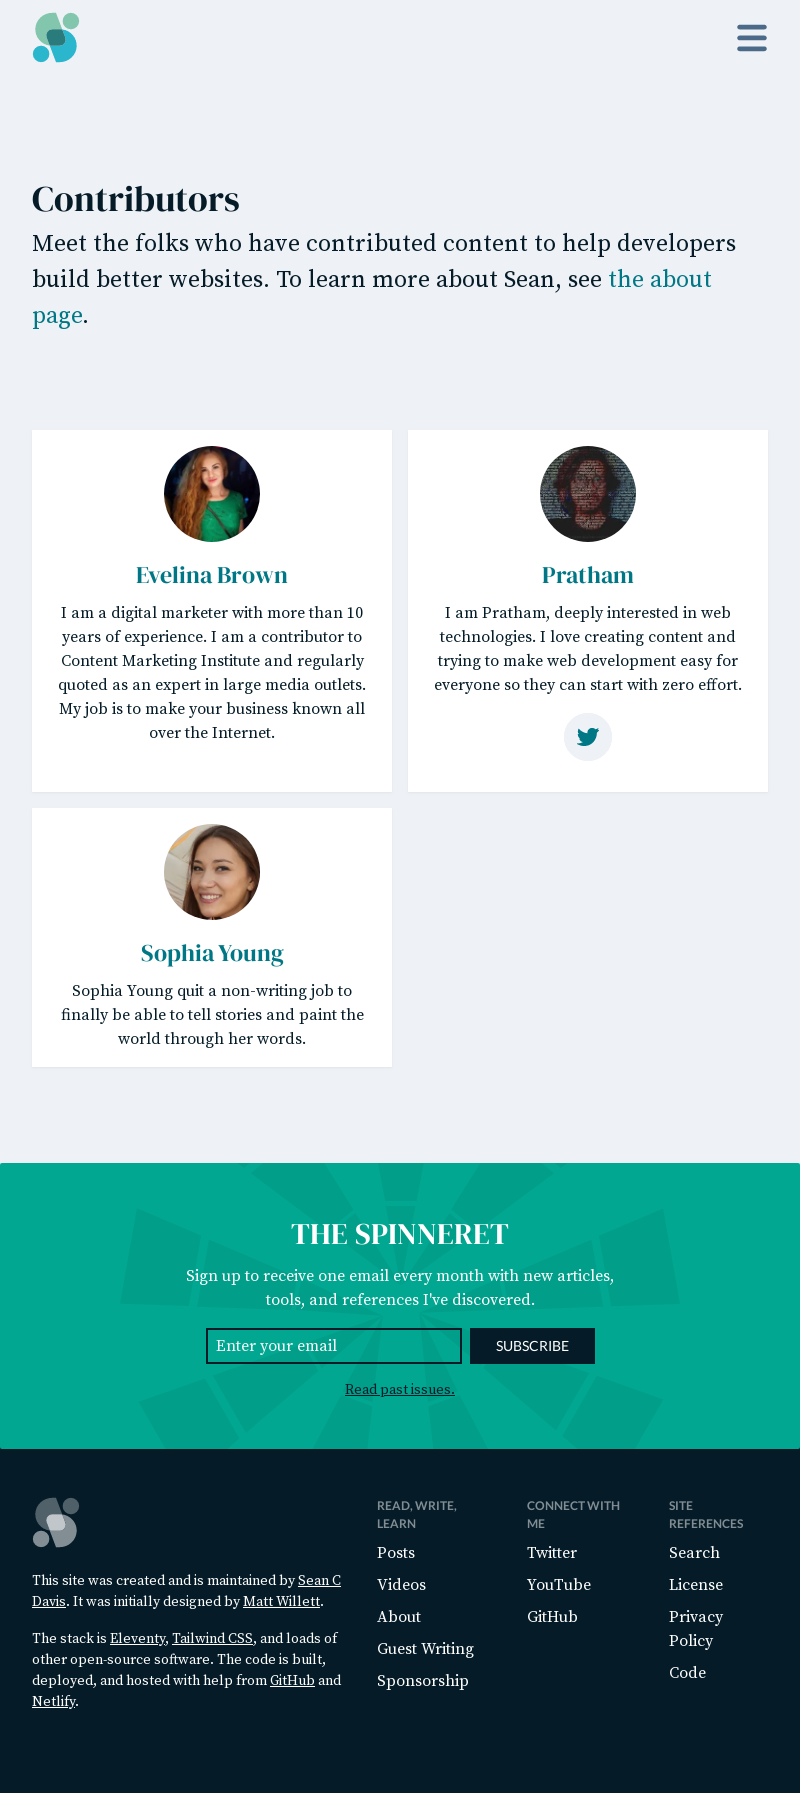 Contributors
Meet the folks who have contributed content to help developers
build better websites. To learn more about Sean, see the about
page.
Evelina Brown
I am a digital marketer with more than 10
years of experience. I am a contributor to
Content Marketing Institute and regularly
quoted as an expert in large media outlets.
My job is to make your business known all
over the Internet.
Pratham
I am Pratham, deeply interested in web
technologies. I love creating content and
trying to make web development easy for
everyone so they can start with zero effort.
Sophia Young
Sophia Young quit a non-writing job to
finally be able to tell stories and paint the
world through her words.
THE SPINNERET
Sign up to receive one email every month with new articles,
tools, and references I've discovered.
Enter your email
SUBSCRIBE
Read past issues.
This site was created and is maintained by Sean C
Davis. It was initially designed by Matt Willett.
The stack is Eleventy, Tailwind CSS, and loads of
other open-source software. The code is built,
deployed, and hosted with help from GitHub and
Netlify.
READ, WRITE,
LEARN
Posts
Videos
About
Guest Writing
Sponsorship
CONNECT WITH
ME
Twitter
YouTube
GitHub
SITE
REFERENCES
Search
License
Privacy
Policy
Code